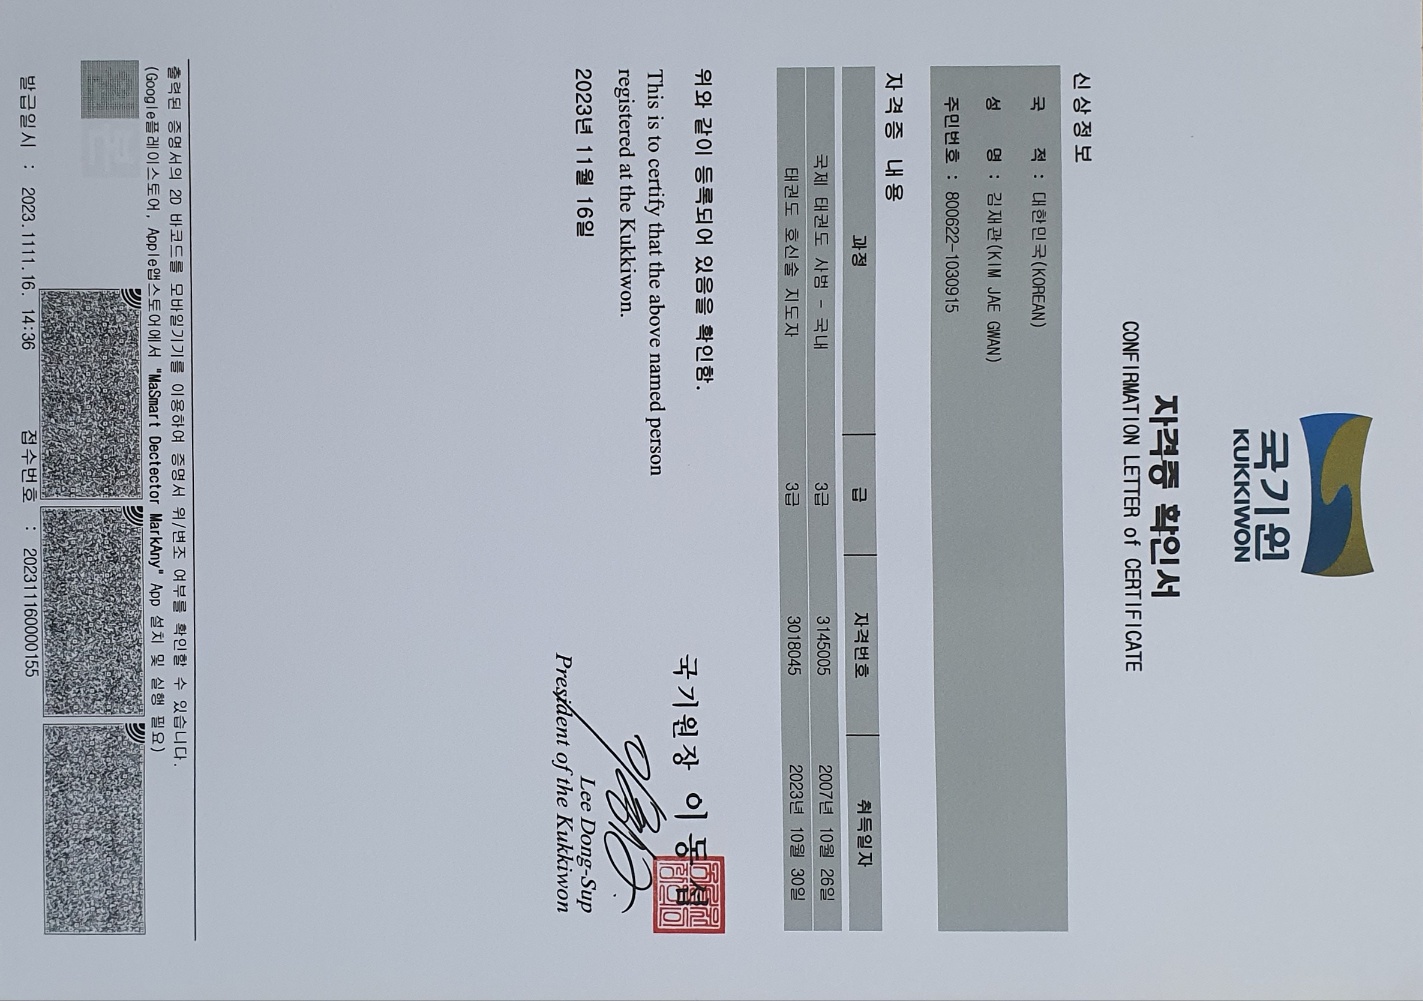 국기원
KUKKIWON
자격증 확인서
CONFIRMATION LETTER of CERTIFICATE
신상정보
국 적 : 대한민국(KOREAN)
성 명 : 김재관(KIM JAE GWAN)
주민번호 : 800622-1030915
자격증 내용
과정 급 자격번호 취득일자
국제 태권도 사범 - 국내 3급 3145005 2007년 10월 26일
태권도 호신술 지도자 3급 3018045 2023년 10월 30일
위와 같이 등록되어 있음을 확인함.
This is to certify that the above named person
registered at the Kukkiwon.
2023년 11월 16일
국기원장 이동섭
Lee Dong-Sup
President of the Kukkiwon
출력된 증명서의 2D 바코드를 모바일기기를 이용하여 증명서 위/변조 여부를 확인할 수 있습니다.
(Google플레이스토어, Apple앱스토어에서 "MaSmart Dectector MarkAny" App 설치 및 실행 필요)
발급일시 : 2023.1111.16. 14:36 접수번호 : 2023111600000155